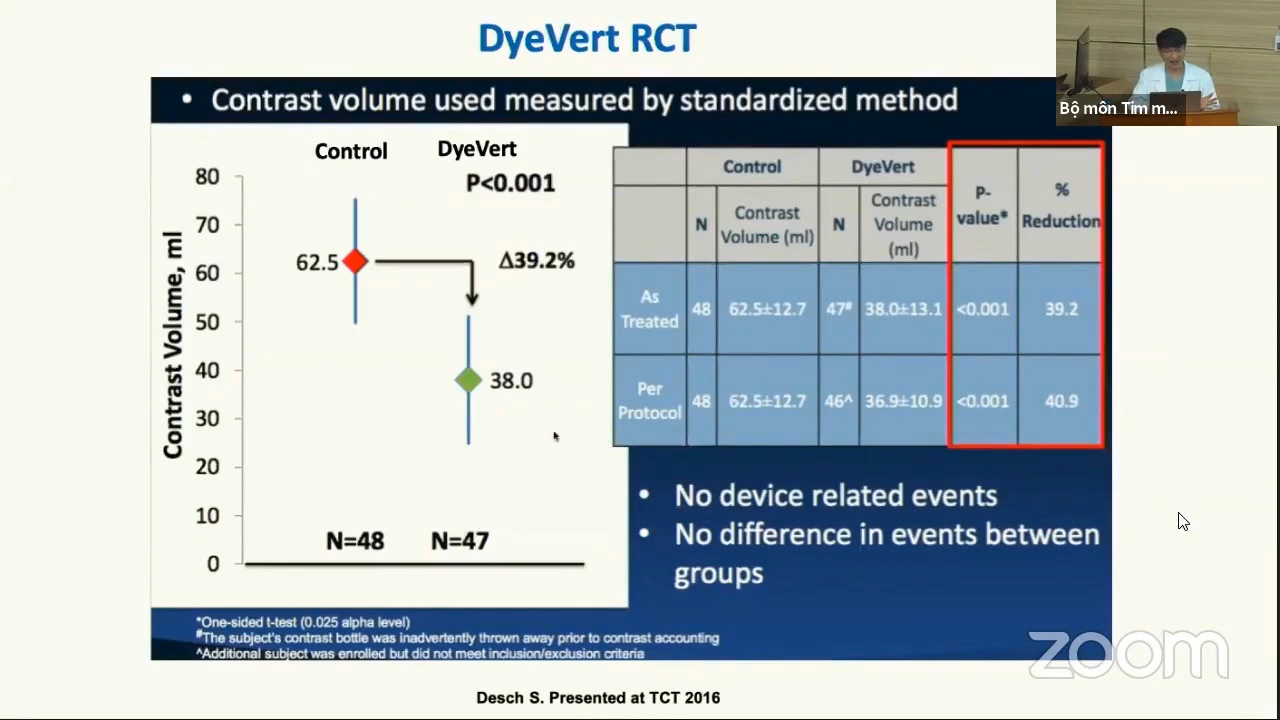 DyeVert RCT
Bộ môn Tim m...
• Contrast volume used measured by standardized method
Control
DyeVert
P<0.001
80
70
60
50
40
30
20
10
0
Contrast Volume, ml
62.5
Δ39.2%
38.0
N=48
N=47
Control
DyeVert
P-
value*
%
Reduction
N
Contrast
Volume (ml)
N
Contrast
Volume
(ml)
As
Treated
48
62.5±12.7
47#
38.0±13.1
<0.001
39.2
Per
Protocol
48
62.5±12.7
46^
36.9±10.9
<0.001
40.9
• No device related events
• No difference in events between
groups
*One-sided t-test (0.025 alpha level)
#The subject's contrast bottle was inadvertently thrown away prior to contrast accounting
^Additional subject was enrolled but did not meet inclusion/exclusion criteria
zoom
Desch S. Presented at TCT 2016